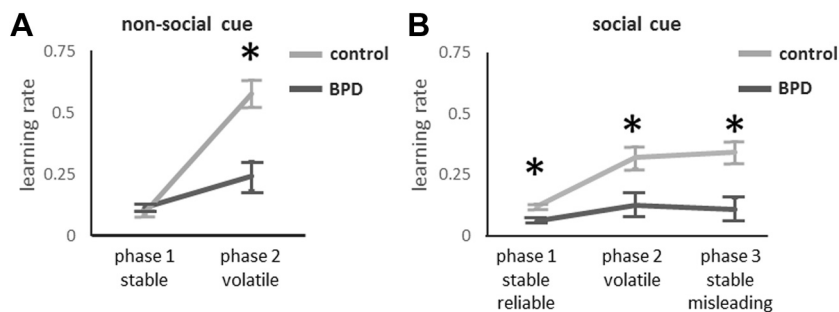 A
non-social cue
0.75
0.5
0.25
0
learning rate
*
control
BPD
phase 1
stable
phase 2
volatile
B
social cue
0.75
0.5
0.25
0
learning rate
*
*
*
control
BPD
phase 1
stable
reliable
phase 2
volatile
phase 3
stable
misleading